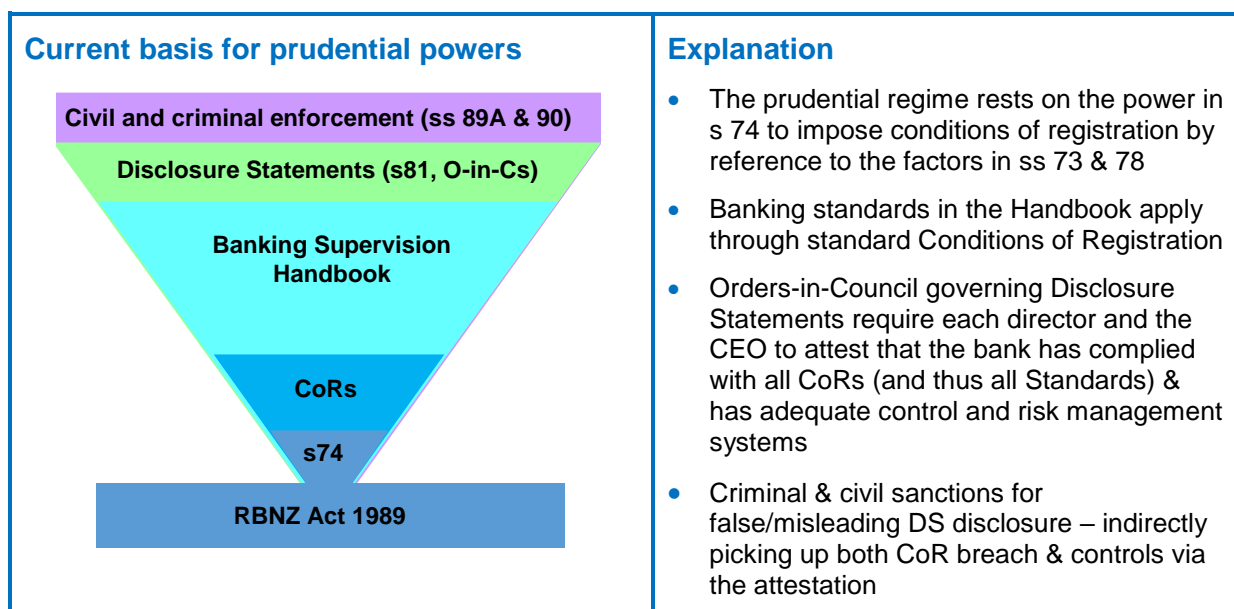 Current basis for prudential powers
Civil and criminal enforcement (ss 89A & 90)
Disclosure Statements (s81, O-in-Cs)
Banking Supervision
Handbook
CoRs
s74
RBNZ Act 1989
Explanation
• The prudential regime rests on the power in
s 74 to impose conditions of registration by
reference to the factors in ss 73 & 78
• Banking standards in the Handbook apply
through standard Conditions of Registration
• Orders-in-Council governing Disclosure
Statements require each director and the
CEO to attest that the bank has complied
with all CoRs (and thus all Standards) &
has adequate control and risk management
systems
• Criminal & civil sanctions for
false/misleading DS disclosure – indirectly
picking up both CoR breach & controls via
the attestation